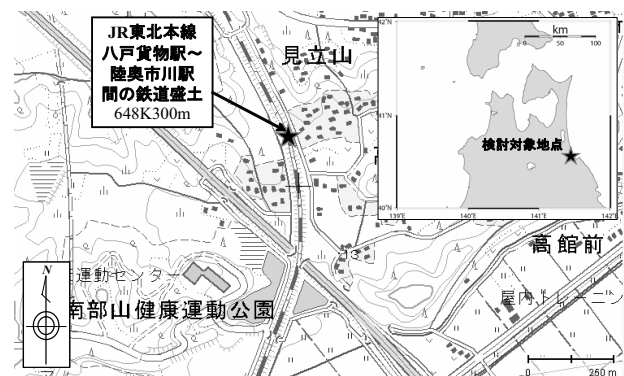 JR東北本線
八戸貨物駅～
陸奥市川駅
間の鉄道盛土
648K300m
見立山
km
0 50 100
42˚N
41˚N
検討対象地点
40˚N
139˚E 140˚E 141˚E 142˚E
高館前
運動センター
南部山健康運動公園
屋内トレーニン
N
0 250 m